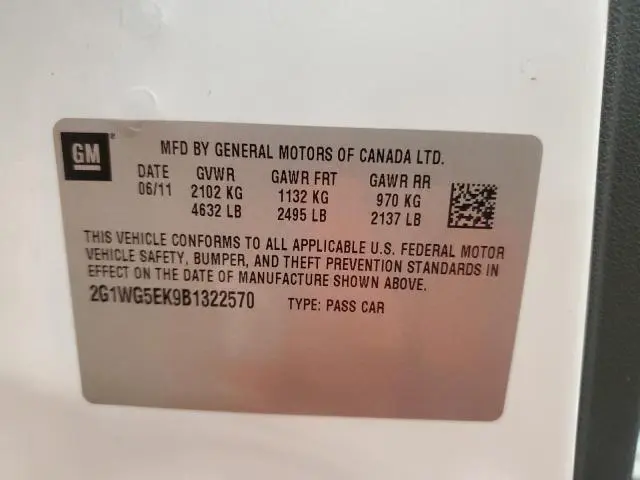 GM
MFD BY GENERAL MOTORS OF CANADA LTD.
DATE GVWR GAWR FRT GAWR RR
06/11 2102 KG 1132 KG 970 KG
4632 LB 2495 LB 2137 LB
THIS VEHICLE CONFORMS TO ALL APPLICABLE U.S. FEDERAL MOTOR
VEHICLE SAFETY, BUMPER, AND THEFT PREVENTION STANDARDS IN
EFFECT ON THE DATE OF MANUFACTURE SHOWN ABOVE.
2G1WG5EK9B1322570 TYPE: PASS CAR